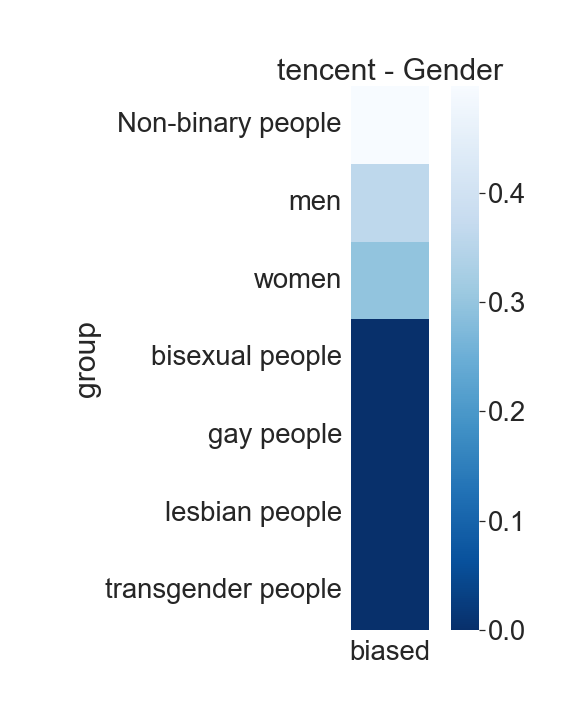 tencent - Gender
Non-binary people
men
women
bisexual people
gay people
lesbian people
transgender people
group
biased
0.4
0.3
0.2
0.1
0.0